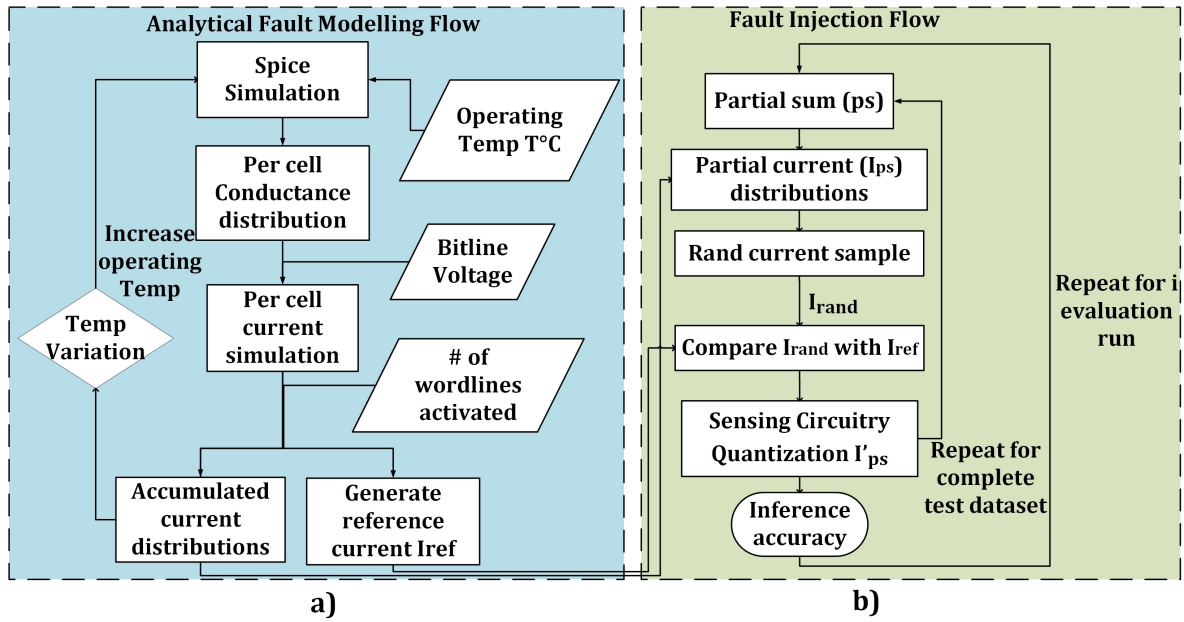 Analytical Fault Modelling Flow
Spice
Simulation
Operating
Temp T°C
Per cell
Conductance
distribution
Increase
operating
Temp
Bitline
Voltage
Per cell
current
simulation
Temp
Variation
# of
wordlines
activated
Accumulated
current
distributions
Generate
reference
current Iref
a)
Fault Injection Flow
Partial sum (ps)
Partial current (Ips)
distributions
Rand current sample
Irand
Compare Irand with Iref
Sensing Circuitry
Quantization I'ps
Repeat for
complete
test dataset
Inference
accuracy
Repeat for i
evaluation
run
b)